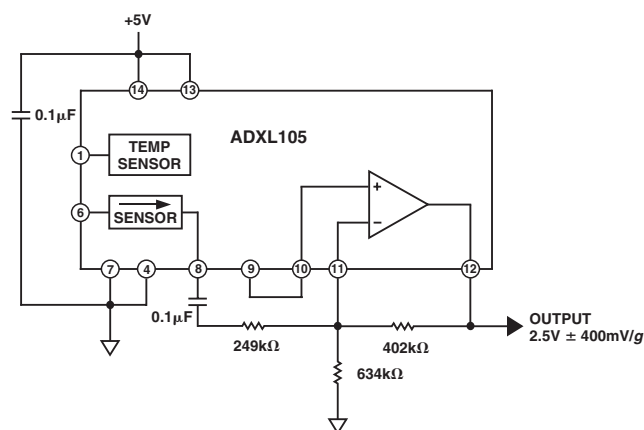 +5V
14
13
0.1μF
ADXL105
1
TEMP
SENSOR
+
6
SENSOR
–
7
4
8
9
10
11
12
0.1μF
OUTPUT
2.5V ± 400mV/g
249kΩ
402kΩ
634kΩ